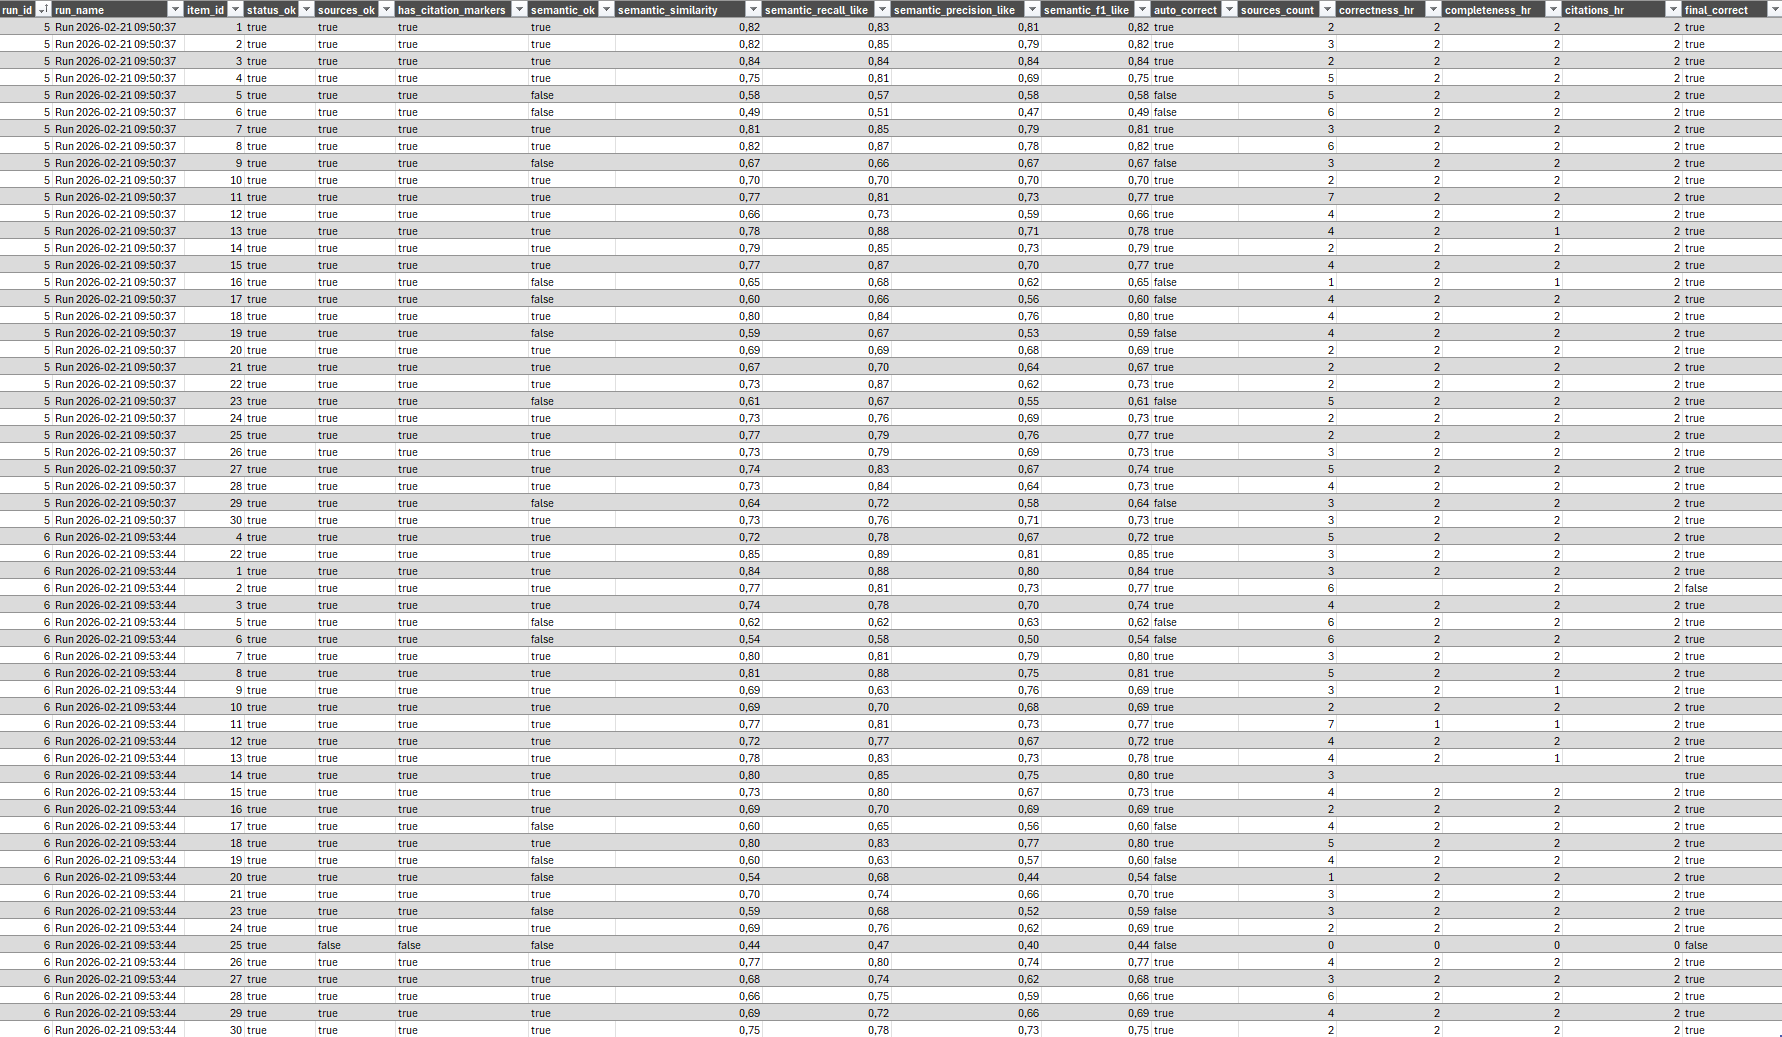 run_id run_name item_id status_ok sources_ok has_citation_markers semantic_ok semantic_similarity semantic_recall_like semantic_precision_like semantic_f1_like auto_correct sources_count correctness_hr completeness_hr citations_hr final_correct
5 Run 2026-02-21 09:50:37 1 true true true true 0,82 0,83 0,81 0,82 true 2 2 2 2 true
5 Run 2026-02-21 09:50:37 2 true true true true 0,82 0,85 0,79 0,82 true 3 2 2 2 true
5 Run 2026-02-21 09:50:37 3 true true true true 0,84 0,84 0,84 0,84 true 2 2 2 2 true
5 Run 2026-02-21 09:50:37 4 true true true true 0,75 0,81 0,69 0,75 true 5 2 2 2 true
5 Run 2026-02-21 09:50:37 5 true true true false 0,58 0,57 0,58 0,58 false 5 2 2 2 true
5 Run 2026-02-21 09:50:37 6 true true true false 0,49 0,51 0,47 0,49 false 6 2 2 2 true
5 Run 2026-02-21 09:50:37 7 true true true true 0,81 0,85 0,79 0,81 true 3 2 2 2 true
5 Run 2026-02-21 09:50:37 8 true true true true 0,82 0,87 0,78 0,82 true 6 2 2 2 true
5 Run 2026-02-21 09:50:37 9 true true true false 0,67 0,66 0,67 0,67 false 3 2 2 2 true
5 Run 2026-02-21 09:50:37 10 true true true true 0,70 0,70 0,70 0,70 true 2 2 2 2 true
5 Run 2026-02-21 09:50:37 11 true true true true 0,77 0,81 0,73 0,77 true 7 2 2 2 true
5 Run 2026-02-21 09:50:37 12 true true true true 0,66 0,73 0,59 0,66 true 4 2 2 2 true
5 Run 2026-02-21 09:50:37 13 true true true true 0,78 0,88 0,71 0,78 true 4 2 1 2 true
5 Run 2026-02-21 09:50:37 14 true true true true 0,79 0,85 0,73 0,79 true 2 2 2 2 true
5 Run 2026-02-21 09:50:37 15 true true true true 0,77 0,87 0,70 0,77 true 4 2 2 2 true
5 Run 2026-02-21 09:50:37 16 true true true false 0,65 0,68 0,62 0,65 false 1 2 1 2 true
5 Run 2026-02-21 09:50:37 17 true true true false 0,60 0,66 0,56 0,60 false 4 2 2 2 true
5 Run 2026-02-21 09:50:37 18 true true true true 0,80 0,84 0,76 0,80 true 4 2 2 2 true
5 Run 2026-02-21 09:50:37 19 true true true false 0,59 0,67 0,53 0,59 false 4 2 2 2 true
5 Run 2026-02-21 09:50:37 20 true true true true 0,69 0,69 0,68 0,69 true 2 2 2 2 true
5 Run 2026-02-21 09:50:37 21 true true true true 0,67 0,70 0,64 0,67 true 2 2 2 2 true
5 Run 2026-02-21 09:50:37 22 true true true true 0,73 0,87 0,62 0,73 true 2 2 2 2 true
5 Run 2026-02-21 09:50:37 23 true true true false 0,61 0,67 0,55 0,61 false 5 2 2 2 true
5 Run 2026-02-21 09:50:37 24 true true true true 0,73 0,76 0,69 0,73 true 2 2 2 2 true
5 Run 2026-02-21 09:50:37 25 true true true true 0,77 0,79 0,76 0,77 true 2 2 2 2 true
5 Run 2026-02-21 09:50:37 26 true true true true 0,73 0,79 0,69 0,73 true 3 2 2 2 true
5 Run 2026-02-21 09:50:37 27 true true true true 0,74 0,83 0,67 0,74 true 5 2 2 2 true
5 Run 2026-02-21 09:50:37 28 true true true true 0,73 0,84 0,64 0,73 true 4 2 2 2 true
5 Run 2026-02-21 09:50:37 29 true true true false 0,64 0,72 0,58 0,64 false 3 2 2 2 true
5 Run 2026-02-21 09:50:37 30 true true true true 0,73 0,76 0,71 0,73 true 3 2 2 2 true
6 Run 2026-02-21 09:53:44 4 true true true true 0,72 0,78 0,67 0,72 true 5 2 2 2 true
6 Run 2026-02-21 09:53:44 22 true true true true 0,85 0,89 0,81 0,85 true 3 2 2 2 true
6 Run 2026-02-21 09:53:44 1 true true true true 0,84 0,88 0,80 0,84 true 3 2 2 2 true
6 Run 2026-02-21 09:53:44 2 true true true true 0,77 0,81 0,73 0,77 true 6 2 2 false
6 Run 2026-02-21 09:53:44 3 true true true true 0,74 0,78 0,70 0,74 true 4 2 2 2 true
6 Run 2026-02-21 09:53:44 5 true true true false 0,62 0,62 0,63 0,62 false 6 2 2 2 true
6 Run 2026-02-21 09:53:44 6 true true true false 0,54 0,58 0,50 0,54 false 6 2 2 2 true
6 Run 2026-02-21 09:53:44 7 true true true true 0,80 0,81 0,79 0,80 true 3 2 2 2 true
6 Run 2026-02-21 09:53:44 8 true true true true 0,81 0,88 0,75 0,81 true 5 2 2 2 true
6 Run 2026-02-21 09:53:44 9 true true true true 0,69 0,63 0,76 0,69 true 3 2 1 2 true
6 Run 2026-02-21 09:53:44 10 true true true true 0,69 0,70 0,68 0,69 true 2 2 2 2 true
6 Run 2026-02-21 09:53:44 11 true true true true 0,77 0,81 0,73 0,77 true 7 1 1 2 true
6 Run 2026-02-21 09:53:44 12 true true true true 0,72 0,77 0,67 0,72 true 4 2 2 2 true
6 Run 2026-02-21 09:53:44 13 true true true true 0,78 0,83 0,73 0,78 true 4 2 1 2 true
6 Run 2026-02-21 09:53:44 14 true true true true 0,80 0,85 0,75 0,80 true 3 true
6 Run 2026-02-21 09:53:44 15 true true true true 0,73 0,80 0,67 0,73 true 4 2 2 2 true
6 Run 2026-02-21 09:53:44 16 true true true true 0,69 0,70 0,69 0,69 true 2 2 2 2 true
6 Run 2026-02-21 09:53:44 17 true true true false 0,60 0,65 0,56 0,60 false 4 2 2 2 true
6 Run 2026-02-21 09:53:44 18 true true true true 0,80 0,83 0,77 0,80 true 5 2 2 2 true
6 Run 2026-02-21 09:53:44 19 true true true false 0,60 0,63 0,57 0,60 false 4 2 2 2 true
6 Run 2026-02-21 09:53:44 20 true true true false 0,54 0,68 0,44 0,54 false 1 2 2 2 true
6 Run 2026-02-21 09:53:44 21 true true true true 0,70 0,74 0,66 0,70 true 3 2 2 2 true
6 Run 2026-02-21 09:53:44 23 true true true false 0,59 0,68 0,52 0,59 false 3 2 2 2 true
6 Run 2026-02-21 09:53:44 24 true true true true 0,69 0,76 0,62 0,69 true 2 2 2 2 true
6 Run 2026-02-21 09:53:44 25 true false false false 0,44 0,47 0,40 0,44 false 0 0 0 0 false
6 Run 2026-02-21 09:53:44 26 true true true true 0,77 0,80 0,74 0,77 true 4 2 2 2 true
6 Run 2026-02-21 09:53:44 27 true true true true 0,68 0,74 0,62 0,68 true 3 2 2 2 true
6 Run 2026-02-21 09:53:44 28 true true true true 0,66 0,75 0,59 0,66 true 6 2 2 2 true
6 Run 2026-02-21 09:53:44 29 true true true true 0,69 0,72 0,66 0,69 true 4 2 2 2 true
6 Run 2026-02-21 09:53:44 30 true true true true 0,75 0,78 0,73 0,75 true 2 2 2 2 true